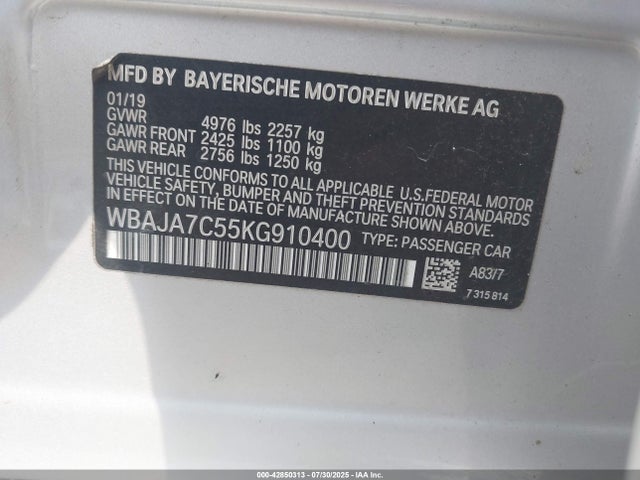 MFD BY BAYERISCHE MOTOREN WERKE AG
01/19
GVWR 4976 lbs 2257 kg
GAWR FRONT 2425 lbs 1100 kg
GAWR REAR 2756 lbs 1250 kg
THIS VEHICLE CONFORMS TO ALL APPLICABLE U.S.FEDERAL MOTOR
VEHICLE SAFETY, BUMPER AND THEFT PREVENTION STANDARDS
IN EFFECT ON THE DATE OF MANUFACTURE SHOWN ABOVE.
WBAJA7C55KG910400 TYPE: PASSENGER CAR
A83/7
7 315 814
000-42850313 - 07/30/2025 - IAA Inc.